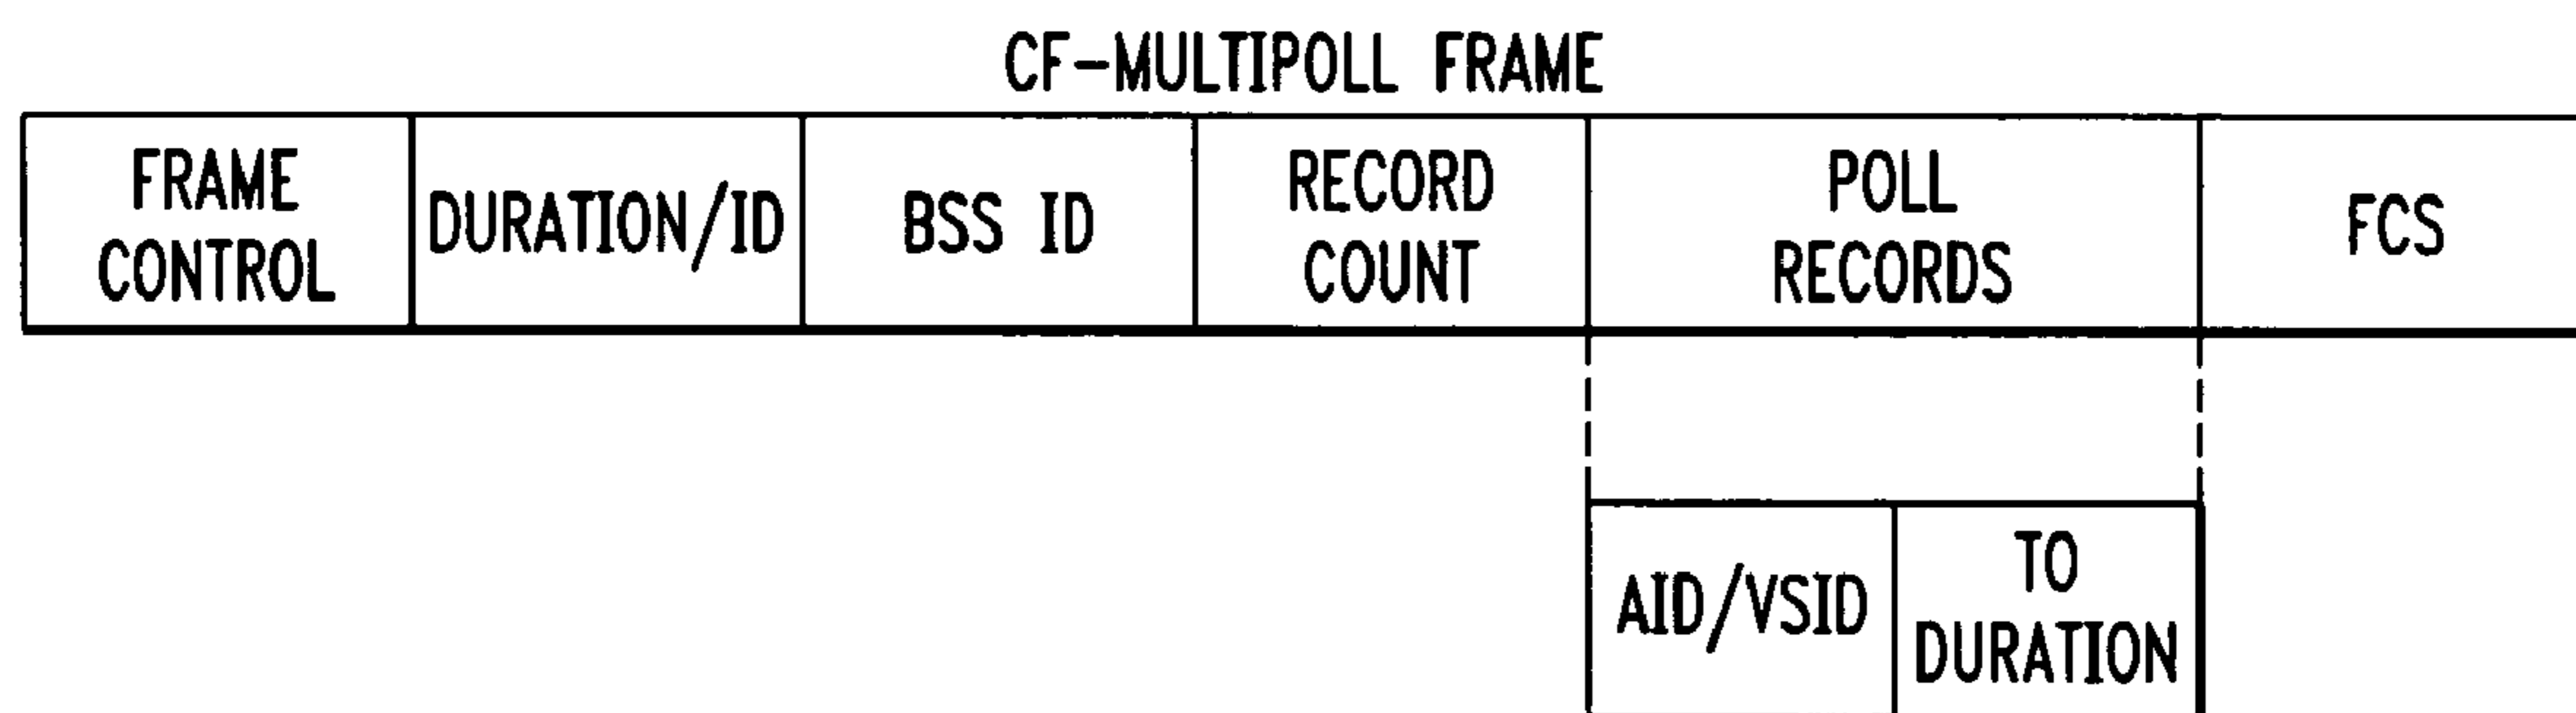 CF-MULTIPOLL FRAME
FRAME
CONTROL
DURATION/ID
BSS ID
RECORD
COUNT
POLL
RECORDS
FCS
AID/VSID
TO
DURATION